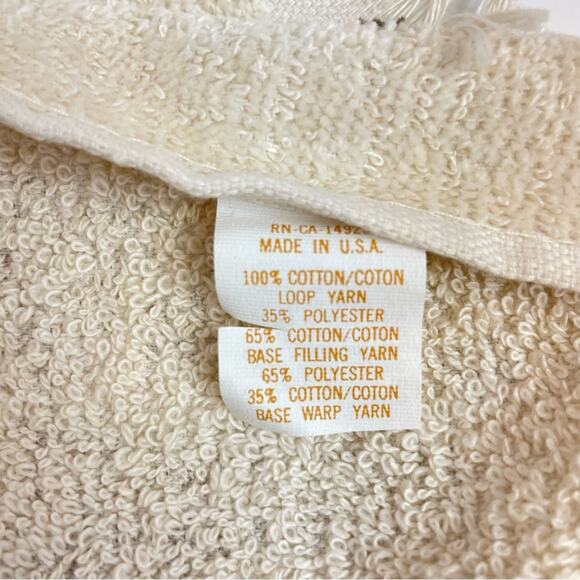 RN-CA-1492
MADE IN U.S.A.
100% COTTON/COTON
LOOP YARN
35% POLYESTER
65% COTTON/COTON
BASE FILLING YARN
65% POLYESTER
35% COTTON/COTON
BASE WARP YARN